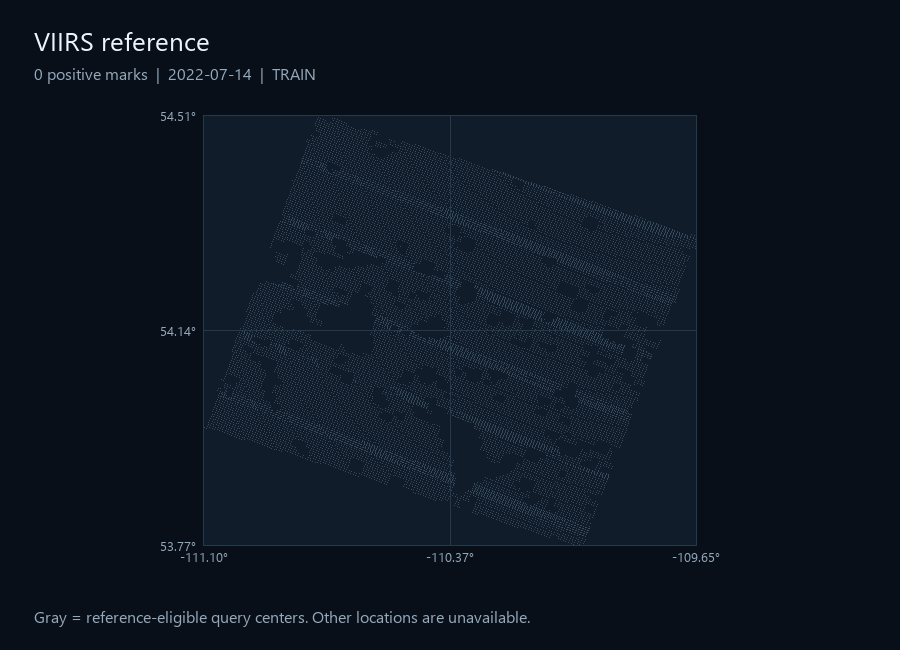 VIIRS reference
0 positive marks | 2022-07-14 | TRAIN
54.51°
54.14°
53.77°
-111.10° -110.37° -109.65°
Gray = reference-eligible query centers. Other locations are unavailable.